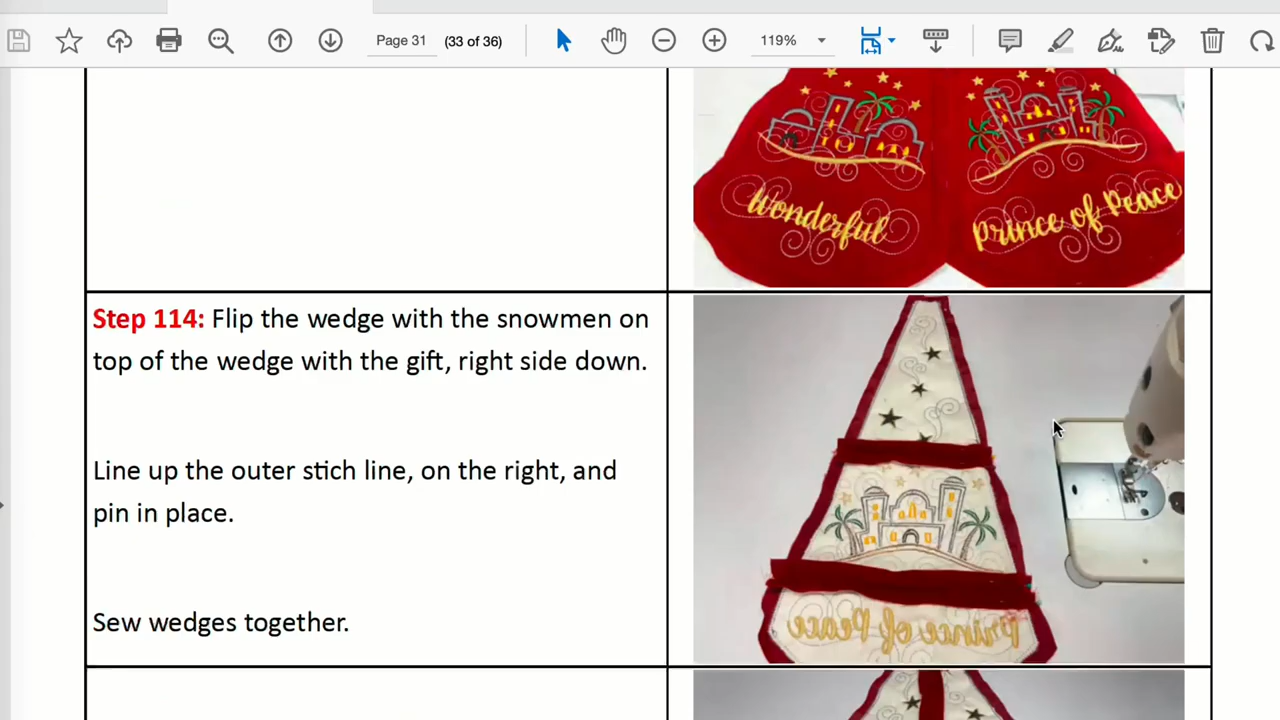 Page 31 (33 of 36) 119%
Wonderful
Prince of Peace
Step 114: Flip the wedge with the snowmen on
top of the wedge with the gift, right side down.
Line up the outer stich line, on the right, and
pin in place.
Sew wedges together.
Prince of Peace